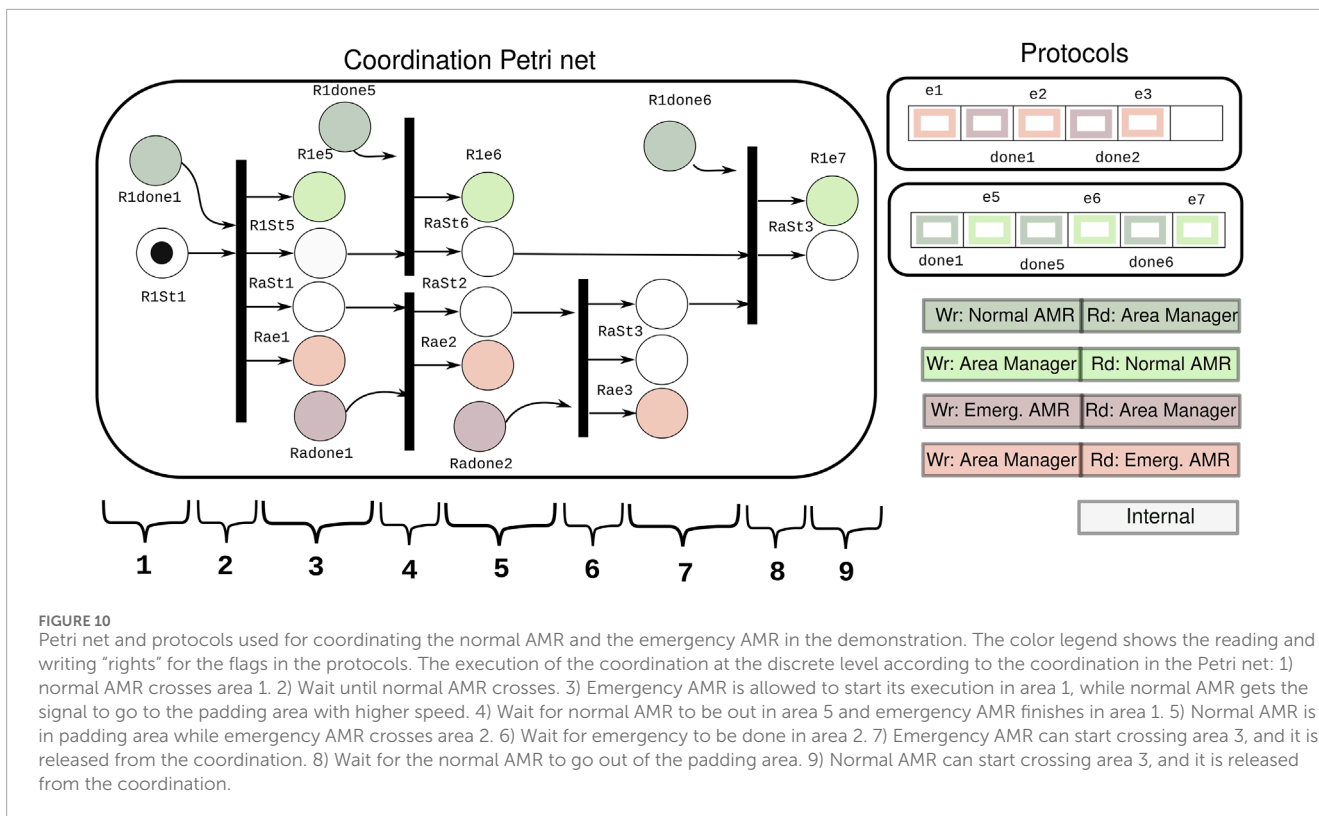 Coordination Petri net
Protocols
R1done5
R1done6
e1 e2 e3
done1 done2
R1e5 R1e6 R1e7
R1done1
R1St5 RaSt6 RaSt3
e5 e6 e7
done1 done5 done6
R1St1
RaSt1 RaSt2
RaSt3
Rae1 Rae2
Rae3
Radone1
Radone2
Wr: Normal AMR Rd: Area Manager
Wr: Area Manager Rd: Normal AMR
Wr: Emerg. AMR Rd: Area Manager
Wr: Area Manager Rd: Emerg. AMR
Internal
1 2 3 4 5 6 7 8 9
FIGURE 10
Petri net and protocols used for coordinating the normal AMR and the emergency AMR in the demonstration. The color legend shows the reading and
writing “rights” for the flags in the protocols. The execution of the coordination at the discrete level according to the coordination in the Petri net: 1)
normal AMR crosses area 1. 2) Wait until normal AMR crosses. 3) Emergency AMR is allowed to start its execution in area 1, while normal AMR gets the
signal to go to the padding area with higher speed. 4) Wait for normal AMR to be out in area 5 and emergency AMR finishes in area 1. 5) Normal AMR is
in padding area while emergency AMR crosses area 2. 6) Wait for emergency to be done in area 2. 7) Emergency AMR can start crossing area 3, and it is
released from the coordination. 8) Wait for the normal AMR to go out of the padding area. 9) Normal AMR can start crossing area 3, and it is released
from the coordination.